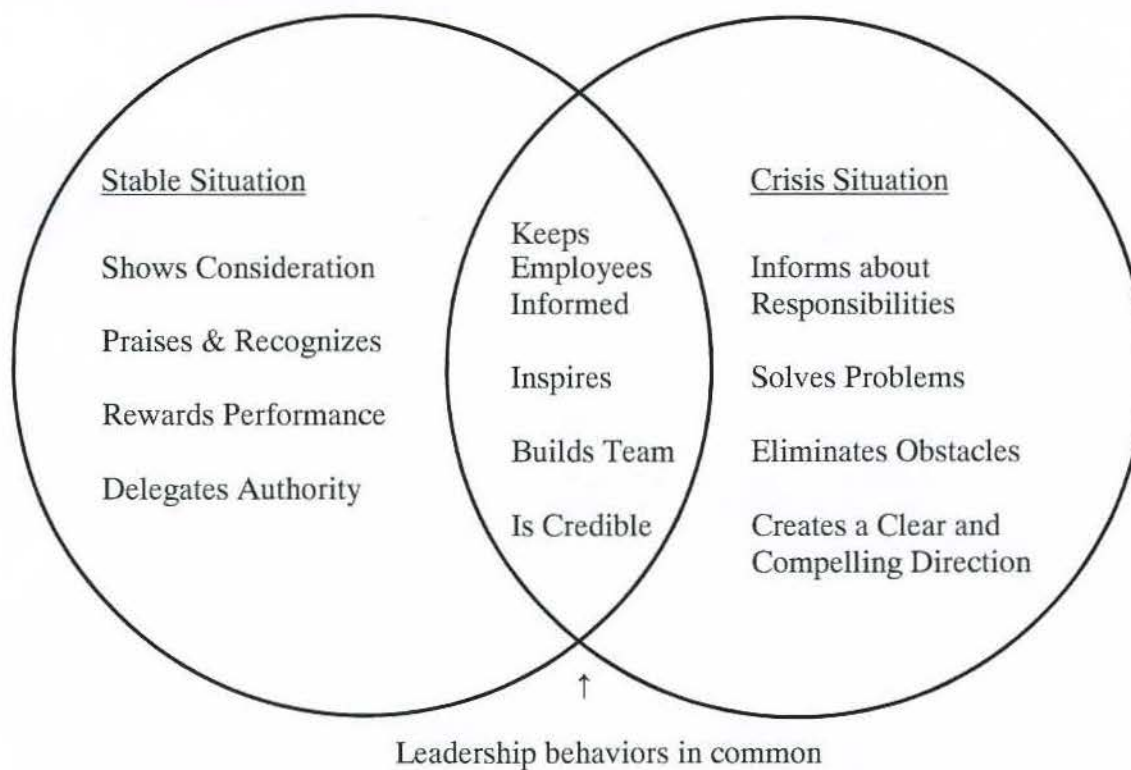 Stable Situation
Shows Consideration
Praises & Recognizes
Rewards Performance
Delegates Authority
Keeps
Employees
Informed
Inspires
Builds Team
Is Credible
Crisis Situation
Informs about
Responsibilities
Solves Problems
Eliminates Obstacles
Creates a Clear and
Compelling Direction
↑
Leadership behaviors in common